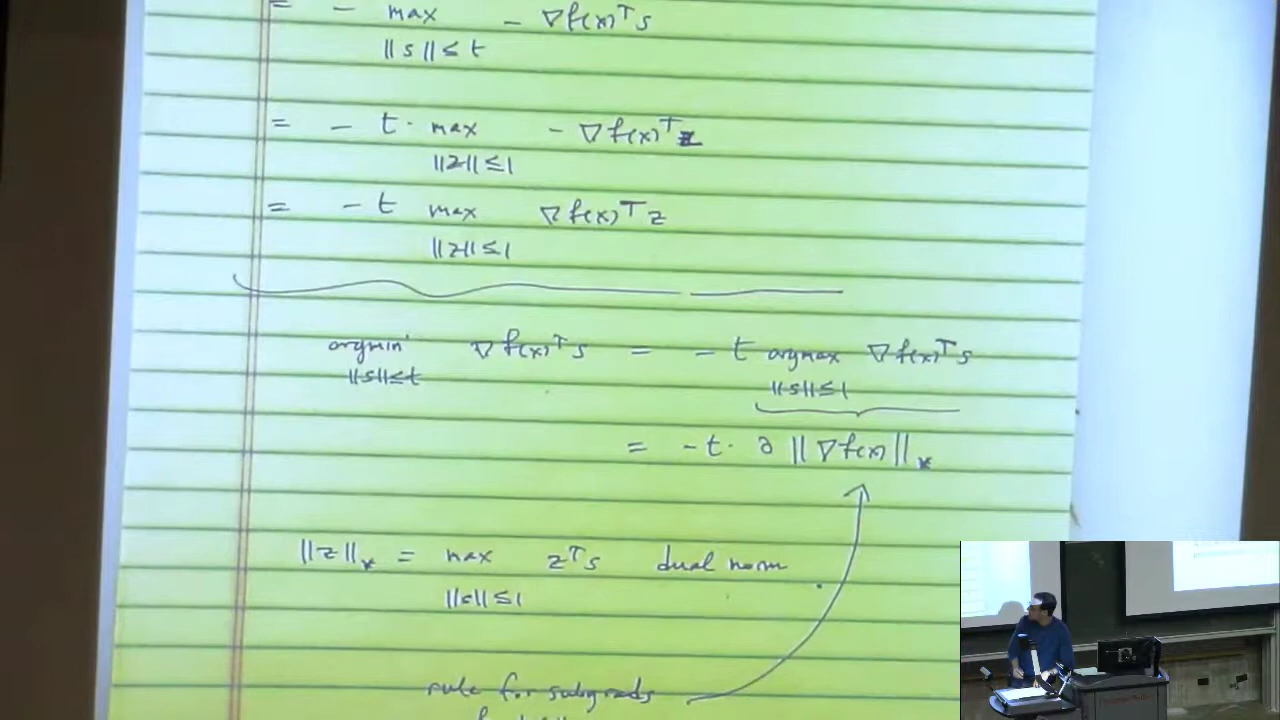 = - max - ∇f(x)ᵀs
||s|| ≤ t
= - t · max - ∇f(x)ᵀz
||z|| ≤ 1
= - t max ∇f(x)ᵀz
||z|| ≤ 1
argmin ∇f(x)ᵀs = - t argmax ∇f(x)ᵀs
||s|| ≤ t ||s|| ≤ 1
= - t · ∂ ||∇f(x)||⁎
||z||⁎ = max zᵀs dual norm
||s|| ≤ 1
rule for subgrads